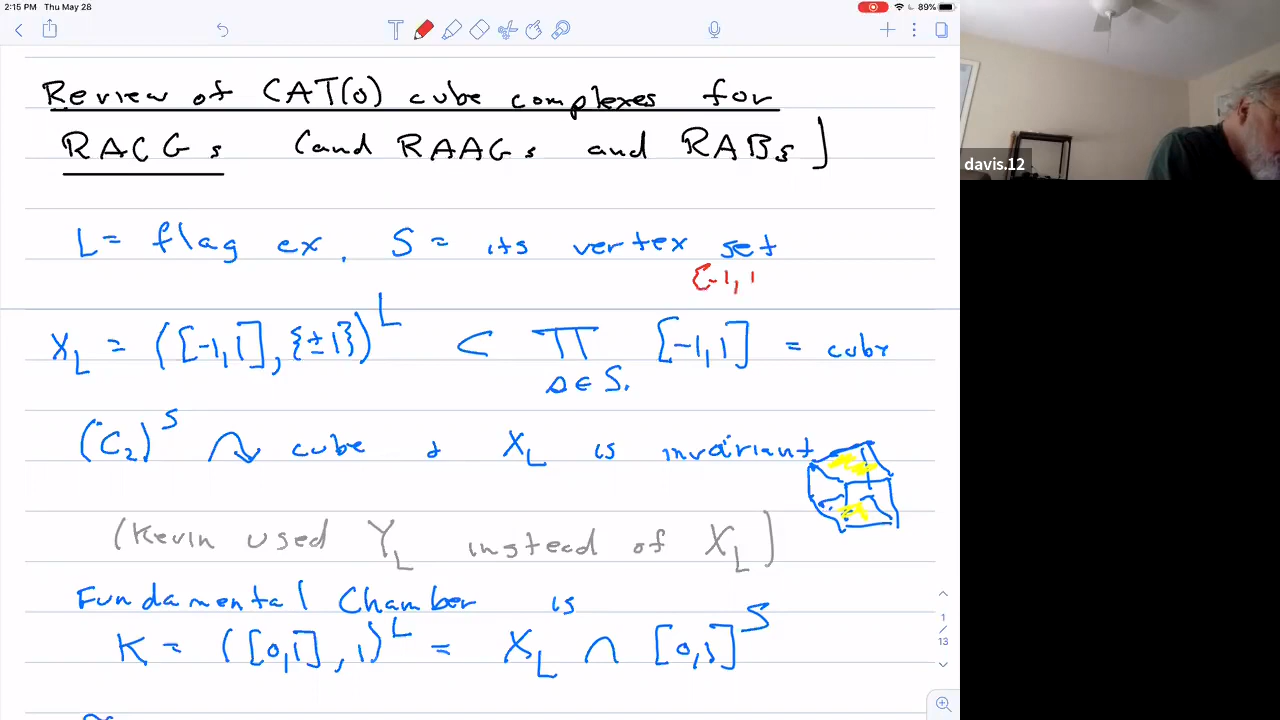 2:15 PM Thu May 28
89%
Review of CAT(0) cube complexes for
RACGs (and RAAGs and RABs]
L = flag cx. S = its vertex set
{-1, 1
X_L = ([-1,1], {±1})^L ⊂ ∏_{s∈S.} [-1,1] = cube
(C_2)^S ↷ cube + X_L is invariant
(Kevin used Y_L instead of X_L)
Fundamental Chamber is
K = ([0,1], 1)^L = X_L ∩ [0,1]^S
davis.12
1
/
13